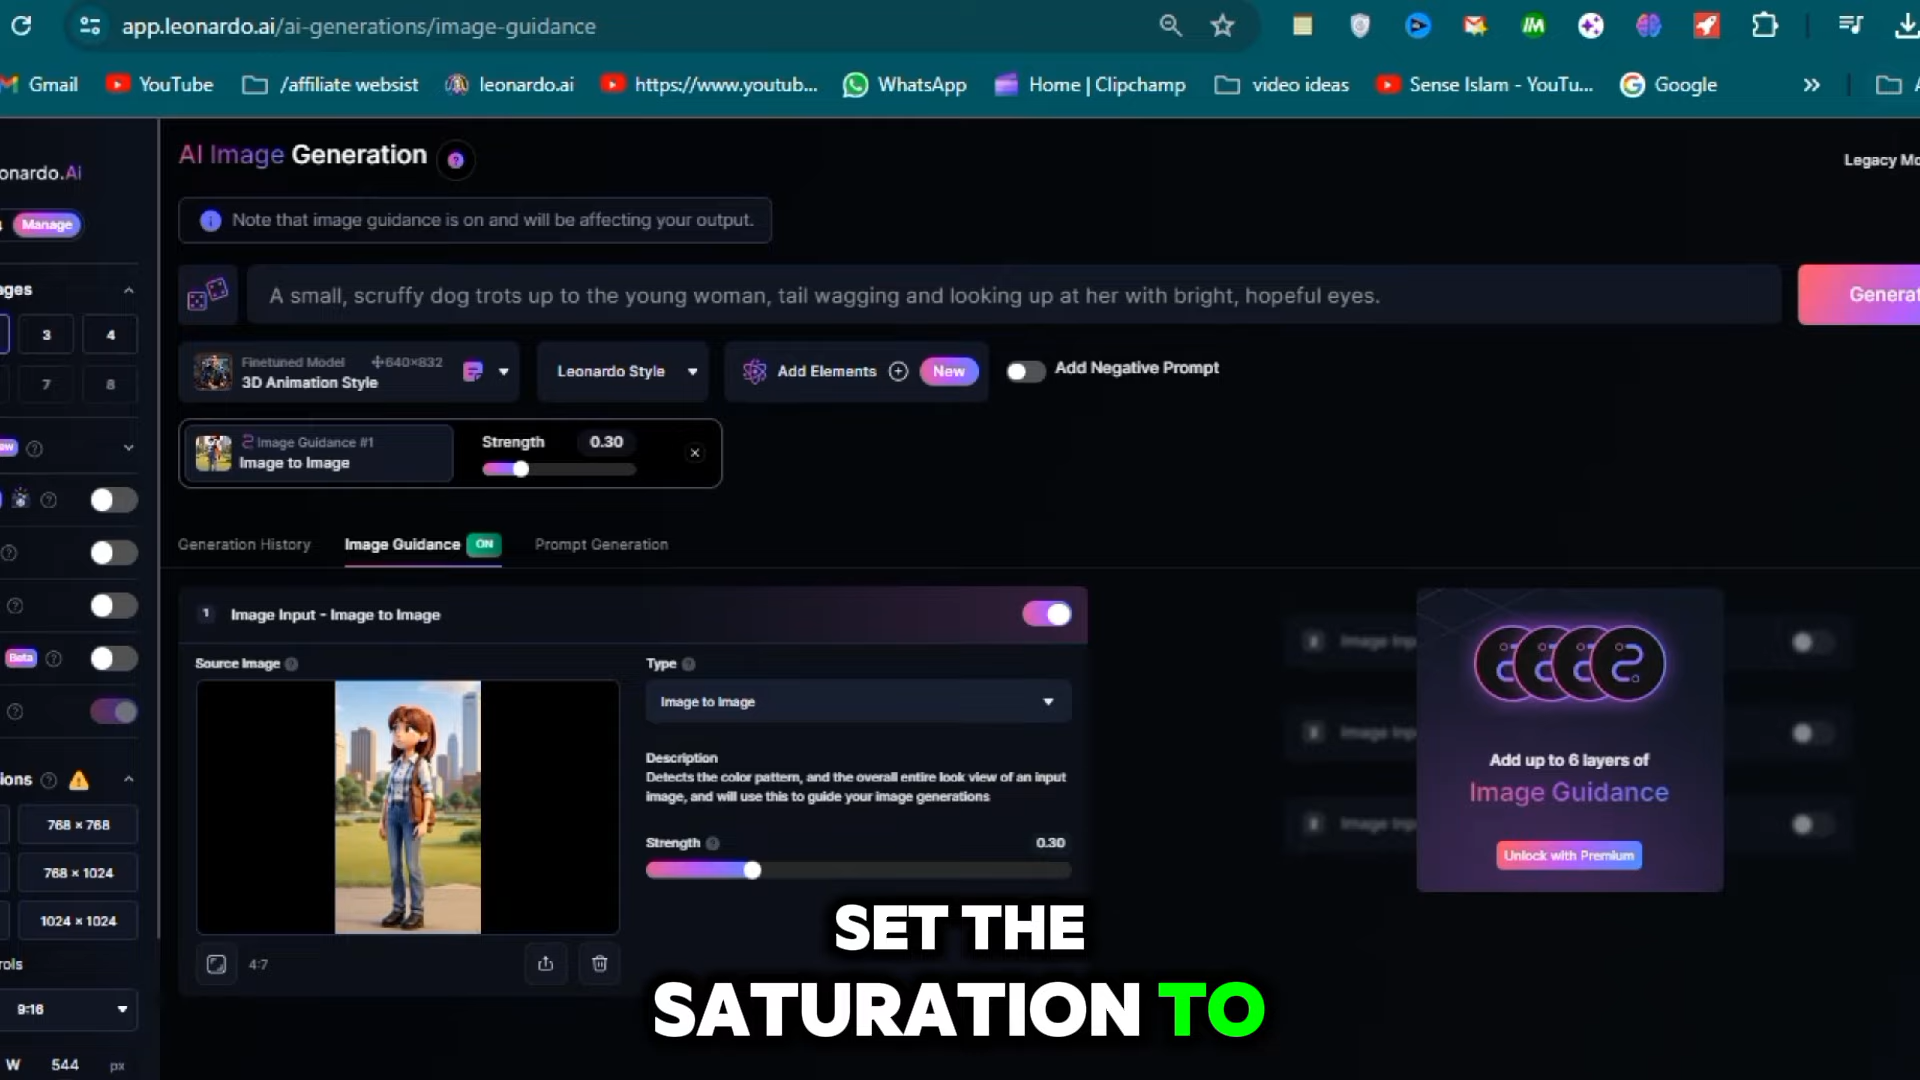 app.leonardo.ai/ai-generations/image-guidance
Gmail YouTube /affiliate websist leonardo.ai https://www.youtub... WhatsApp Home | Clipchamp video ideas Sense Islam - YouTu... Google »
onardo.Ai
Manage
AI Image Generation
Legacy Mo
Note that image guidance is on and will be affecting your output.
ages
3 4
7 8
A small, scruffy dog trots up to the young woman, tail wagging and looking up at her with bright, hopeful eyes.
Generat
Finetuned Model 640×832
3D Animation Style
Leonardo Style
Add Elements New
Add Negative Prompt
Image Guidance #1
Image to Image
Strength 0.30
Generation History Image Guidance ON Prompt Generation
1 Image Input - Image to Image
Source Image
Type
Image to Image
Description
Detects the color pattern, and the overall entire look view of an input
image, and will use this to guide your image generations
Strength 0.30
4:7
Image Inp
Image Inp
Image Inp
Add up to 6 layers of
Image Guidance
Unlock with Premium
Beta
ions
768 × 768
768 × 1024
1024 × 1024
rols
9:16
W 544 px
SET THE
SATURATION TO